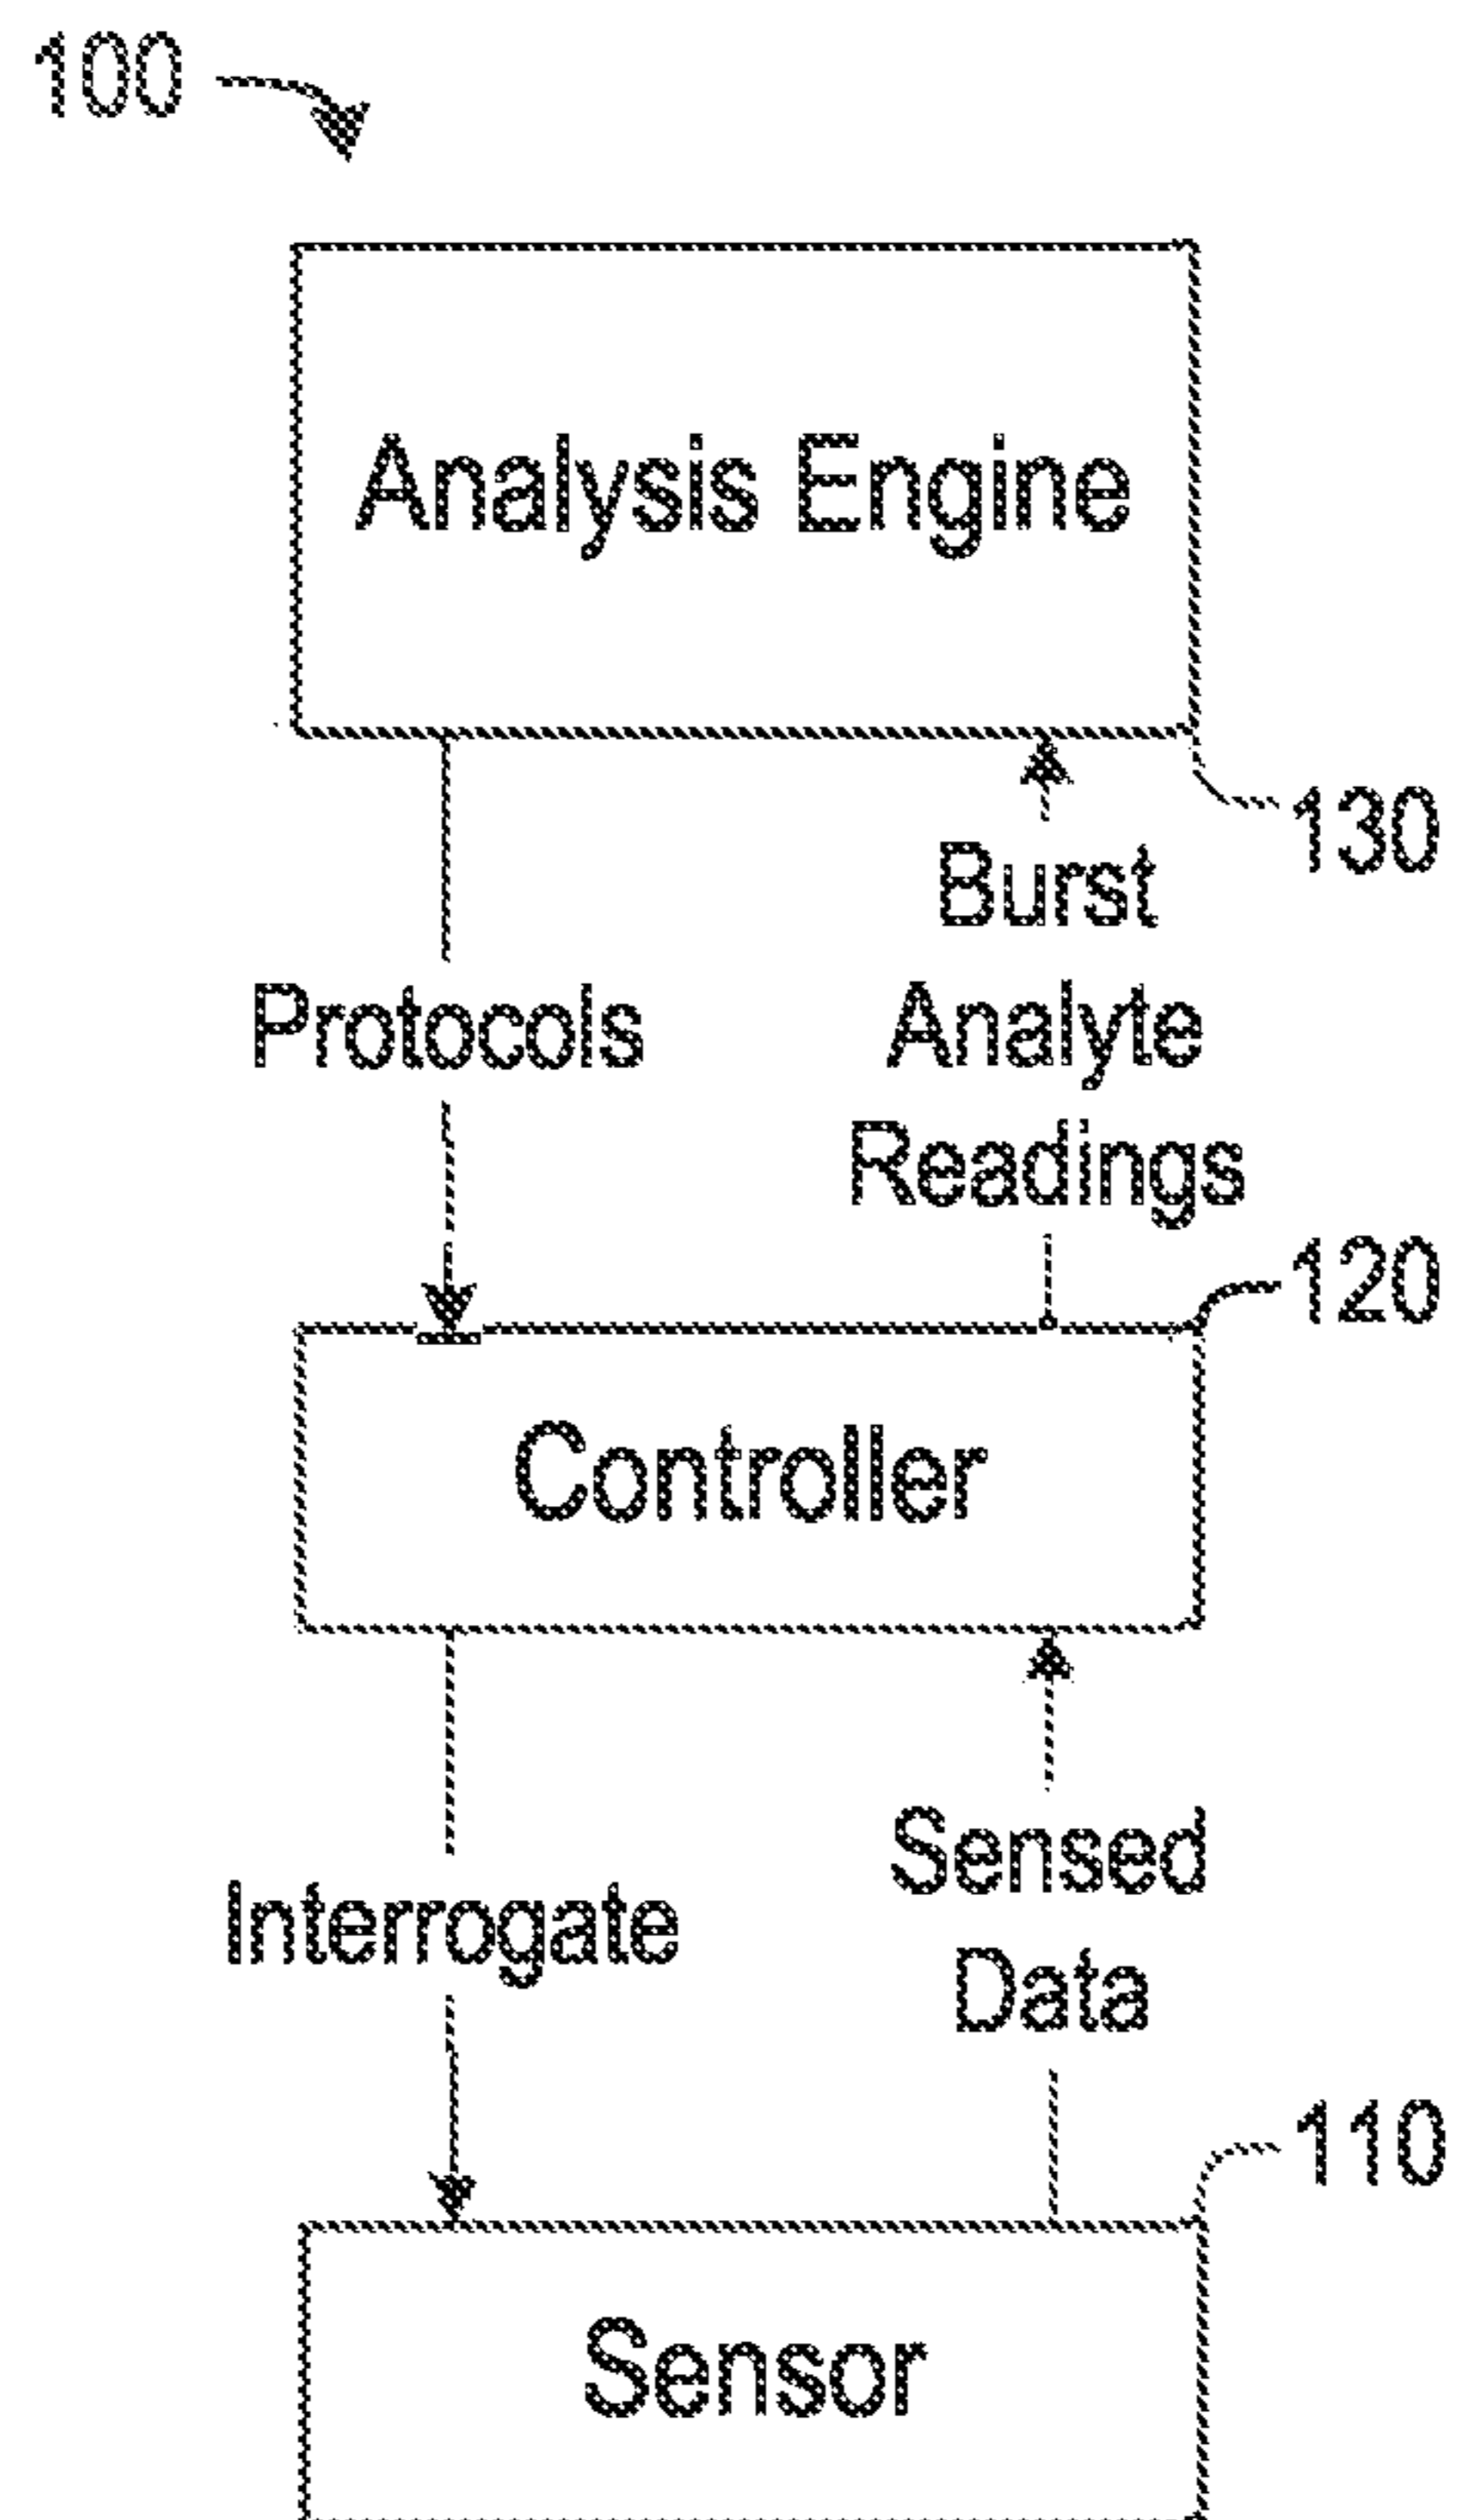 100
Analysis Engine
130
Burst
Protocols
Analyte
Readings
120
Controller
Sensed
Interrogate
Data
110
Sensor